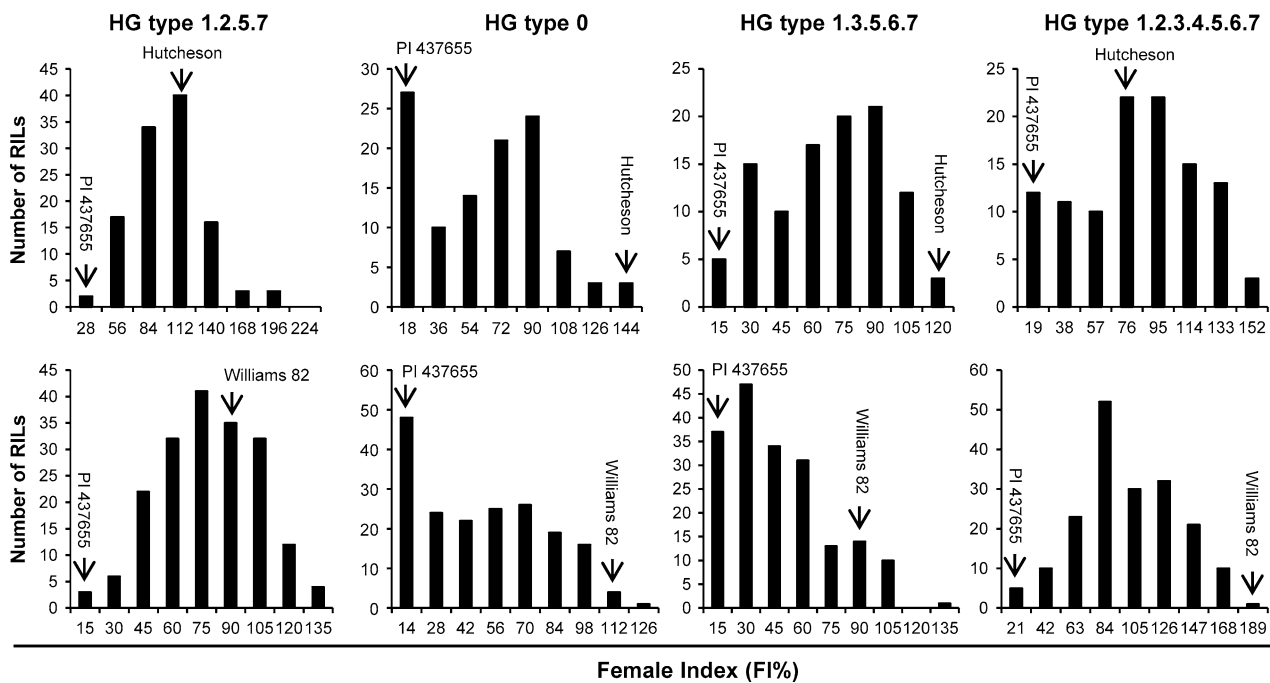 HG type 1.2.5.7
HG type 0
HG type 1.3.5.6.7
HG type 1.2.3.4.5.6.7
Number of RILs
45
40
35
30
25
20
15
10
5
0
PI 437655
Hutcheson
28 56 84 112 140 168 196 224
30
25
20
15
10
5
0
PI 437655
Hutcheson
18 36 54 72 90 108 126 144
25
20
15
10
5
0
PI 437655
Hutcheson
15 30 45 60 75 90 105 120
25
20
15
10
5
0
PI 437655
Hutcheson
19 38 57 76 95 114 133 152
Number of RILs
45
40
35
30
25
20
15
10
5
0
PI 437655
Williams 82
15 30 45 60 75 90 105 120 135
60
50
40
30
20
10
0
PI 437655
Williams 82
14 28 42 56 70 84 98 112 126
50
45
40
35
30
25
20
15
10
5
0
PI 437655
Williams 82
15 30 45 60 75 90 105 120 135
60
50
40
30
20
10
0
PI 437655
Williams 82
21 42 63 84 105 126 147 168 189
Female Index (FI%)